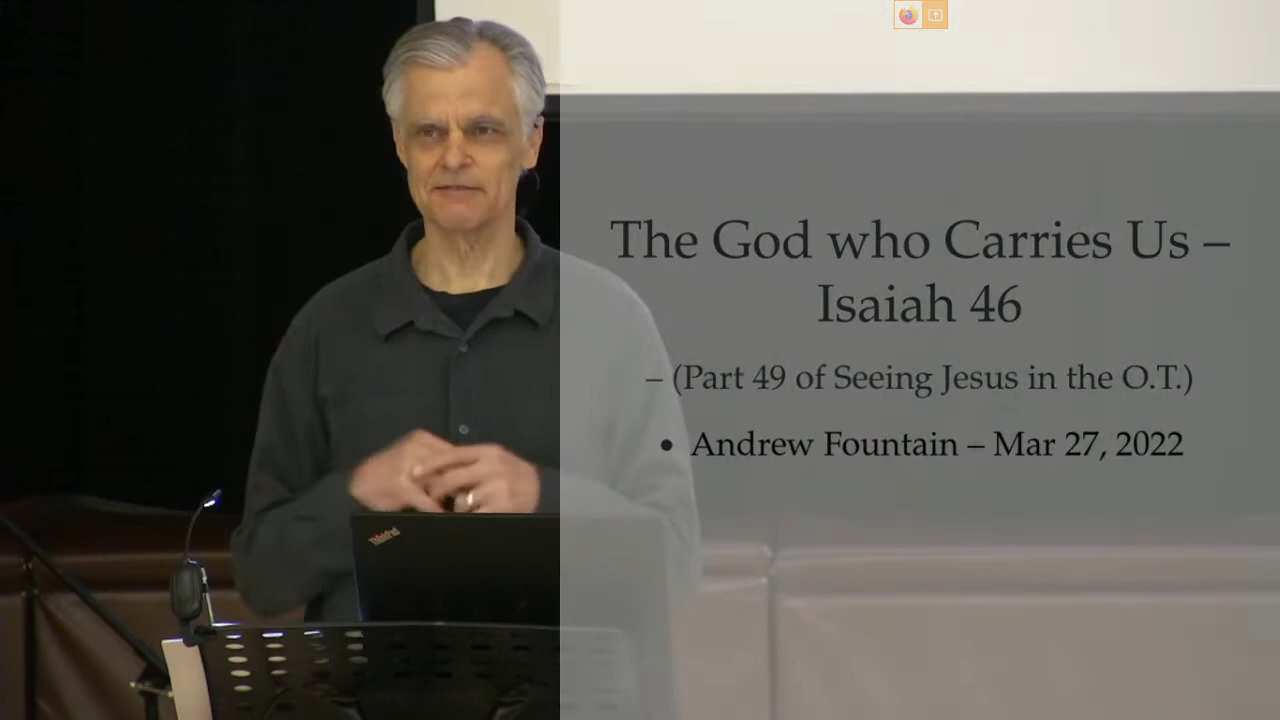 The God who Carries Us –
Isaiah 46
– (Part 49 of Seeing Jesus in the O.T.)
• Andrew Fountain – Mar 27, 2022
ThinkPad